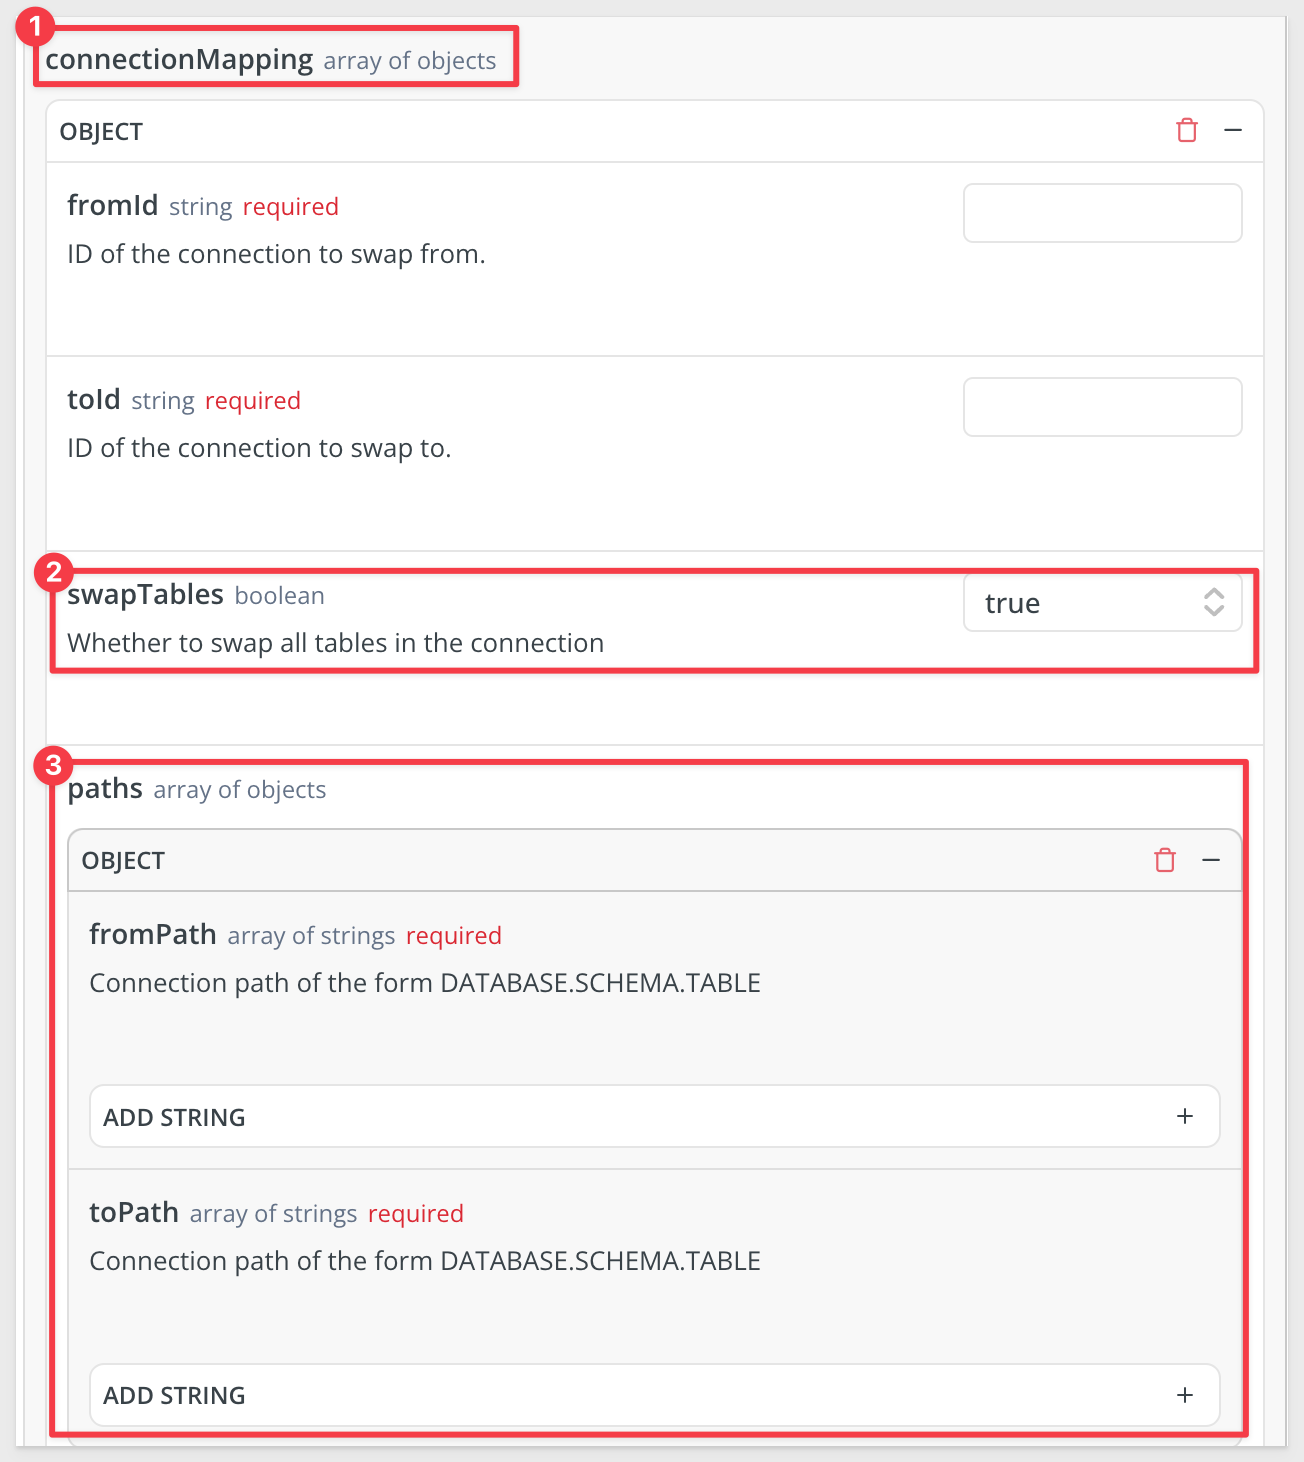 1
connectionMapping array of objects
OBJECT
fromId string required
ID of the connection to swap from.
toId string required
ID of the connection to swap to.
2
swapTables boolean
true
Whether to swap all tables in the connection
3
paths array of objects
OBJECT
fromPath array of strings required
Connection path of the form DATABASE.SCHEMA.TABLE
ADD STRING +
toPath array of strings required
Connection path of the form DATABASE.SCHEMA.TABLE
ADD STRING +